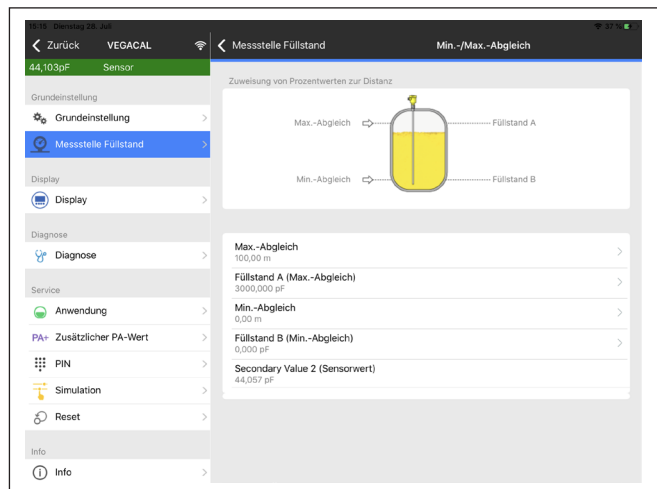 15:15 Dienstag 28. Juli
37 %
Zurück VEGACAL
44,103pF Sensor
Grundeinstellung
Grundeinstellung
Messstelle Füllstand
Display
Display
Diagnose
Diagnose
Service
Anwendung
PA+ Zusätzlicher PA-Wert
PIN
Simulation
Reset
Info
Info
Messstelle Füllstand Min.-/Max.-Abgleich
Zuweisung von Prozentwerten zur Distanz
Max.-Abgleich Füllstand A
Min.-Abgleich Füllstand B
Max.-Abgleich
100,00 m
Füllstand A (Max.-Abgleich)
3000,000 pF
Min.-Abgleich
0,00 m
Füllstand B (Min.-Abgleich)
0,000 pF
Secondary Value 2 (Sensorwert)
44,057 pF